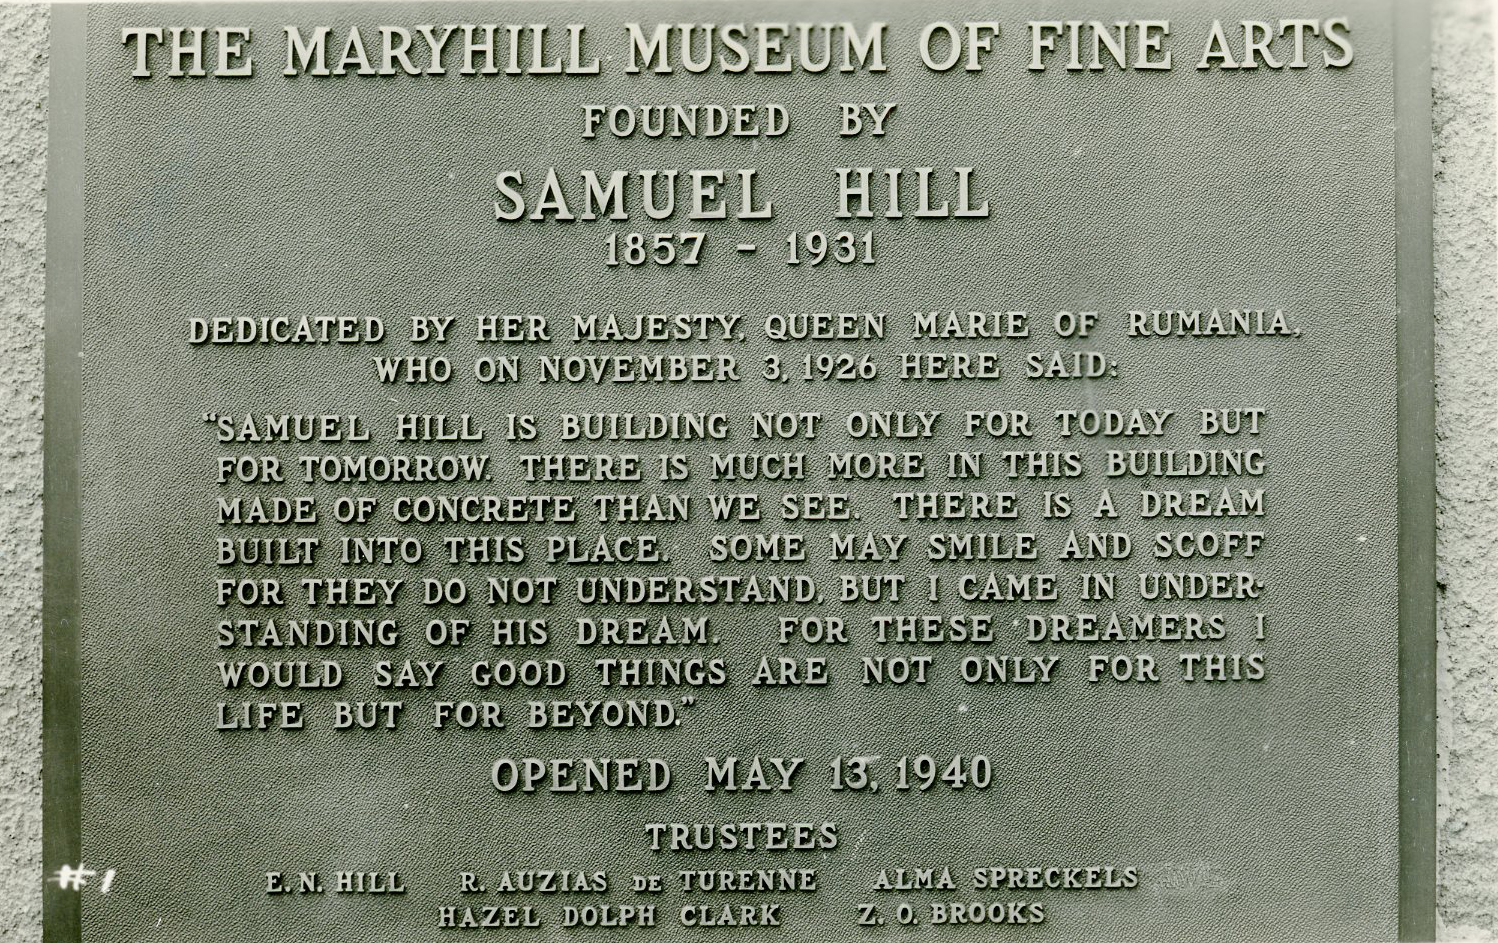 THE MARYHILL MUSEUM OF FINE ARTS
FOUNDED BY
SAMUEL HILL
1857 - 1931
DEDICATED BY HER MAJESTY, QUEEN MARIE OF RUMANIA,
WHO ON NOVEMBER 3, 1926 HERE SAID:
"SAMUEL HILL IS BUILDING NOT ONLY FOR TODAY BUT
FOR TOMORROW. THERE IS MUCH MORE IN THIS BUILDING
MADE OF CONCRETE THAN WE SEE. THERE IS A DREAM
BUILT INTO THIS PLACE. SOME MAY SMILE AND SCOFF
FOR THEY DO NOT UNDERSTAND, BUT I CAME IN UNDER-
STANDING OF HIS DREAM. FOR THESE DREAMERS I
WOULD SAY GOOD THINGS ARE NOT ONLY FOR THIS
LIFE BUT FOR BEYOND."
OPENED MAY 13, 1940
TRUSTEES
#1 E. N. HILL R. AUZIAS DE TURENNE ALMA SPRECKELS
HAZEL DOLPH CLARK Z. O. BROOKS